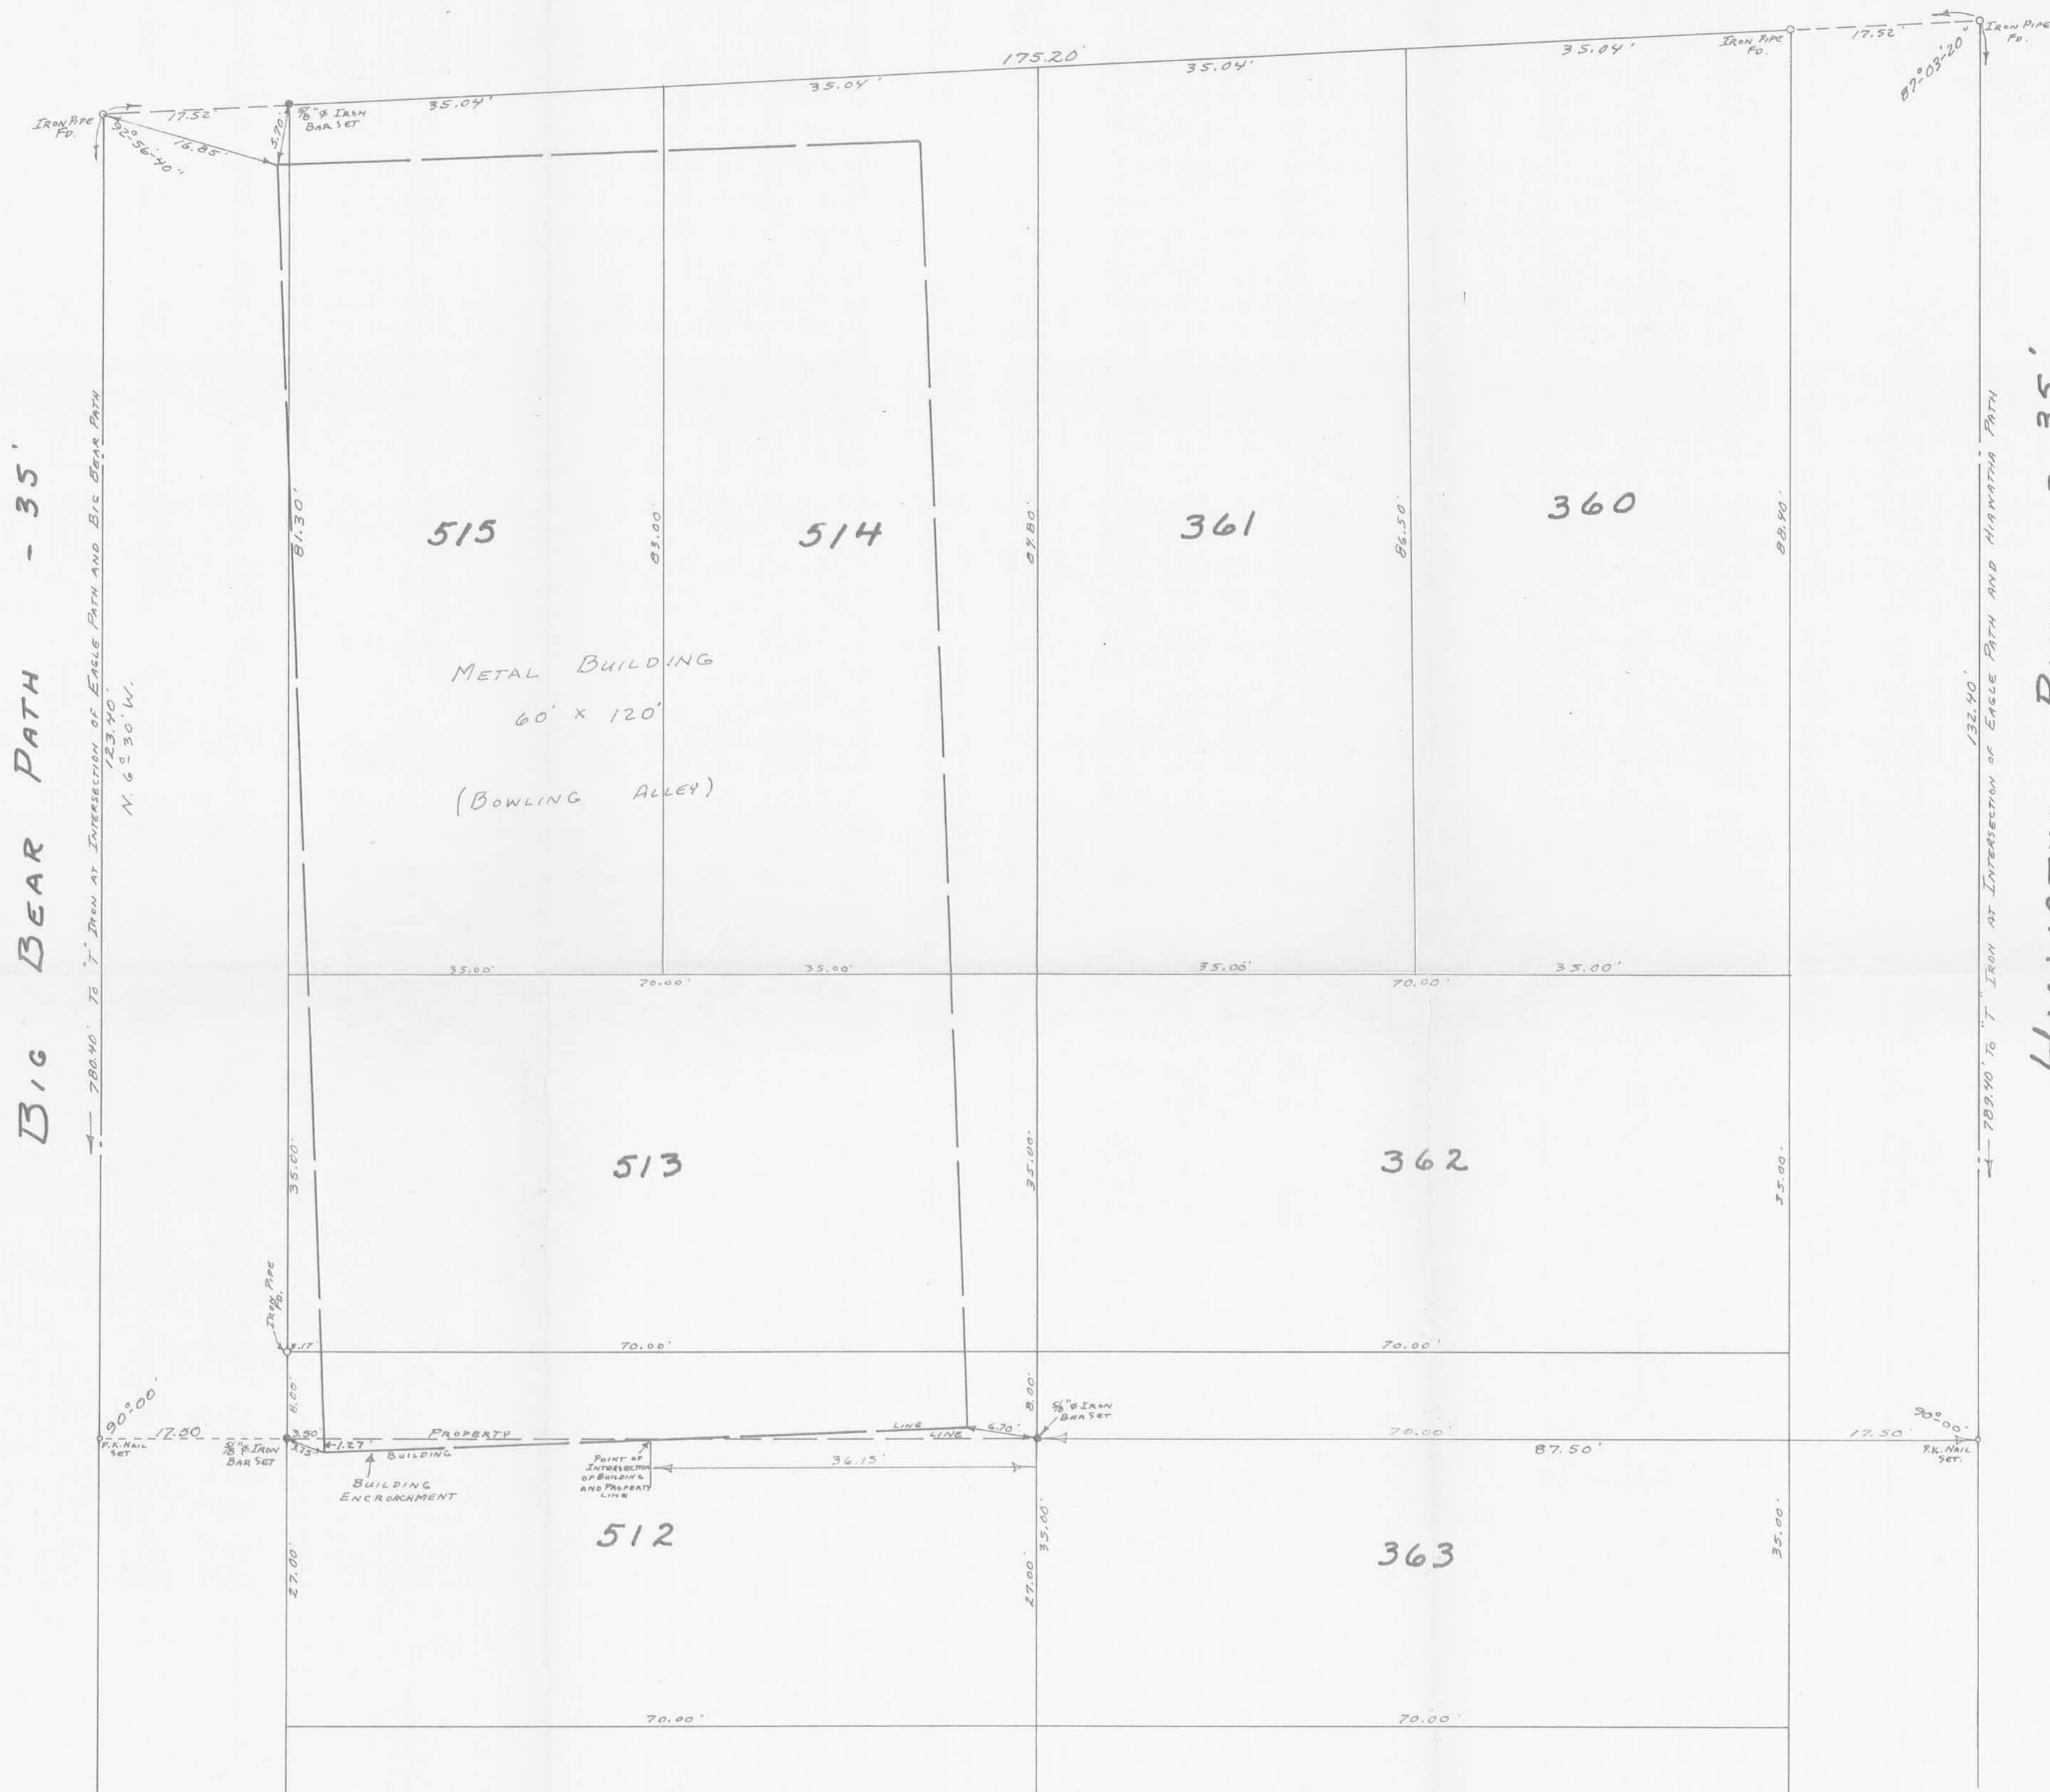 175.20'
IRON PIPE
FD.
17.52'
5/8" ⌀ IRON
BAR SET
35.04'
35.04'
35.04'
35.04'
IRON PIPE
FD.
17.52'
IRON PIPE
FD.
92°-56'-40"
16.85'
5.70'
87°-03'-20"
BIG BEAR PATH - 35'
780.40' TO "T" IRON AT INTERSECTION OF EAGLE PATH AND BIG BEAR PATH
123.40'
N. 6°-30' W.
81.30'
515
83.00'
514
361
86.50'
360
88.90'
METAL BUILDING
60' x 120'
(BOWLING ALLEY)
132.40'
789.40' TO "T" IRON AT INTERSECTION OF EAGLE PATH AND HIAWATHA PATH
35'
35.00'
35.00'
35.00'
35.00'
70.00'
70.00'
35.00'
513
35.00'
362
35.00'
IRON PIPE
FD.
70.00'
70.00'
90°-00'
17.50'
P.K. NAIL
SET
8.00'
3.50'
5/8" ⌀ IRON
BAR SET
1.27'
PROPERTY LINE
BUILDING LINE
BUILDING
ENCROACHMENT
POINT OF
INTERSECTION
OF BUILDING
AND PROPERTY
LINE
36.15'
6.70'
8.00'
5/8" ⌀ IRON
BAR SET
70.00'
87.50'
17.50'
90°-00'
P.K. NAIL
SET.
27.00'
512
27.00'
35.00'
363
35.00'
70.00'
70.00'